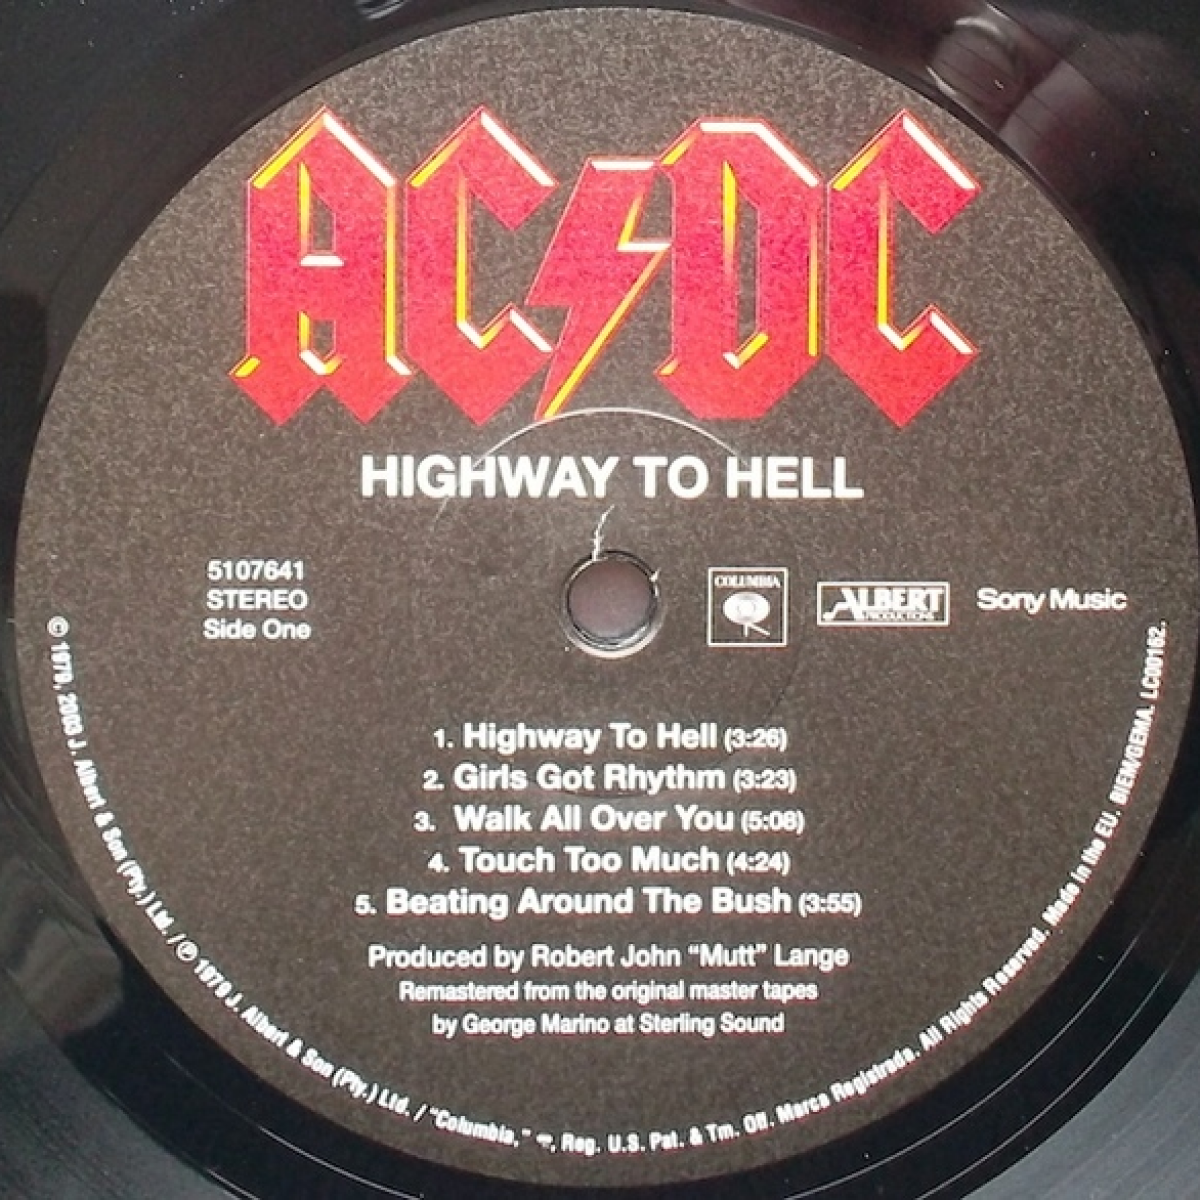 AC/DC
HIGHWAY TO HELL
5107641
STEREO
Side One
COLUMBIA
ALBERT
PRODUCTIONS
Sony Music
1. Highway To Hell (3:26)
2. Girls Got Rhythm (3:23)
3. Walk All Over You (5:08)
4. Touch Too Much (4:24)
5. Beating Around The Bush (3:55)
Produced by Robert John “Mutt” Lange
Remastered from the original master tapes
by George Marino at Sterling Sound
© 1979, 2003 J. Albert & Son (Pty.) Ltd. / ℗ 1979 J. Albert & Son (Pty.) Ltd. / “Columbia,” Reg. U.S. Pat. & Tm. Off. Marca Registrada. All Rights Reserved. Made in the EU. BIEM/GEMA. LC00162.